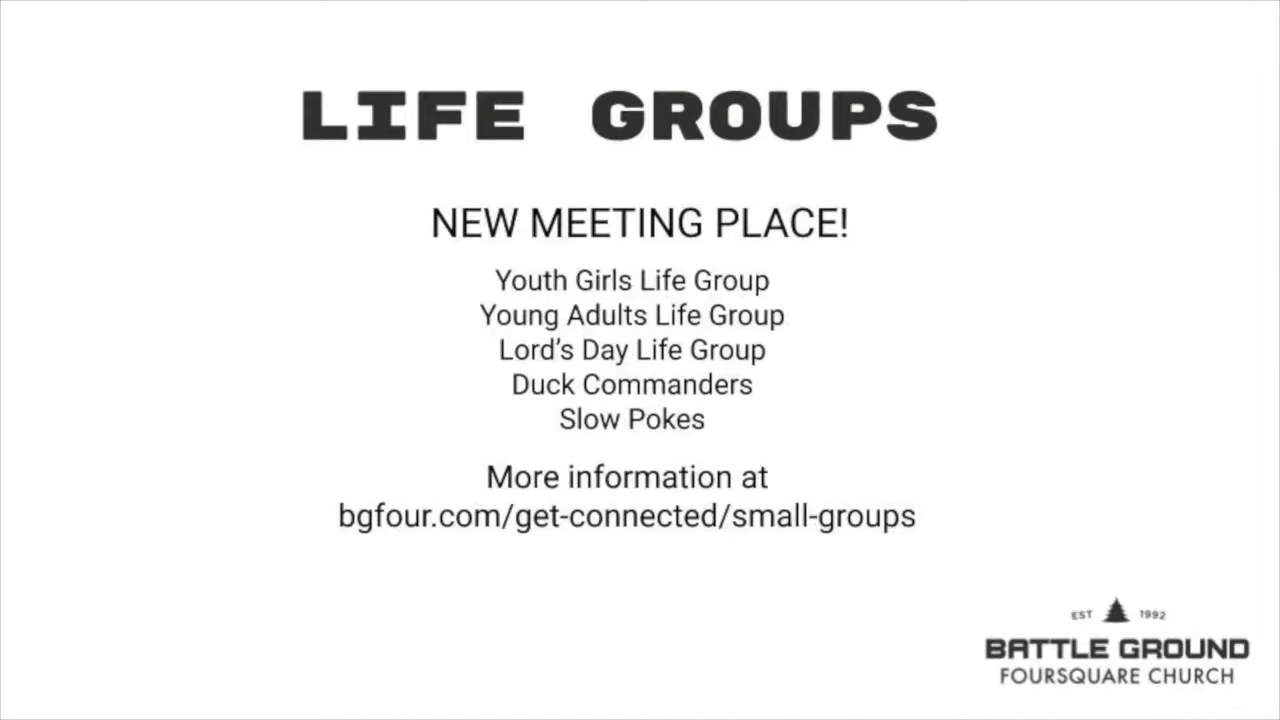 LIFE GROUPS
NEW MEETING PLACE!
Youth Girls Life Group
Young Adults Life Group
Lord’s Day Life Group
Duck Commanders
Slow Pokes
More information at
bgfour.com/get-connected/small-groups
EST 1992
BATTLE GROUND
FOURSQUARE CHURCH